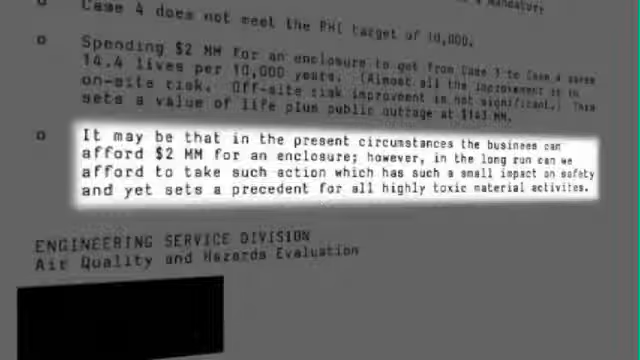 Mandatory
o Case 4 does not meet the PHI target of 10,000.
o Spending $2 MM for an enclosure to get from Case 3 to Case 4 saves
14.4 lives per 10,000 years. (Almost all the improvement is in
on-site risk. Off-site risk improvement is not significant.) This
sets a value of life plus public outrage at $143 MM.
o It may be that in the present circumstances the business can
afford $2 MM for an enclosure; however, in the long run can we
afford to take such action which has such a small impact on safety
and yet sets a precedent for all highly toxic material activites.
ENGINEERING SERVICE DIVISION
Air Quality and Hazards Evaluation